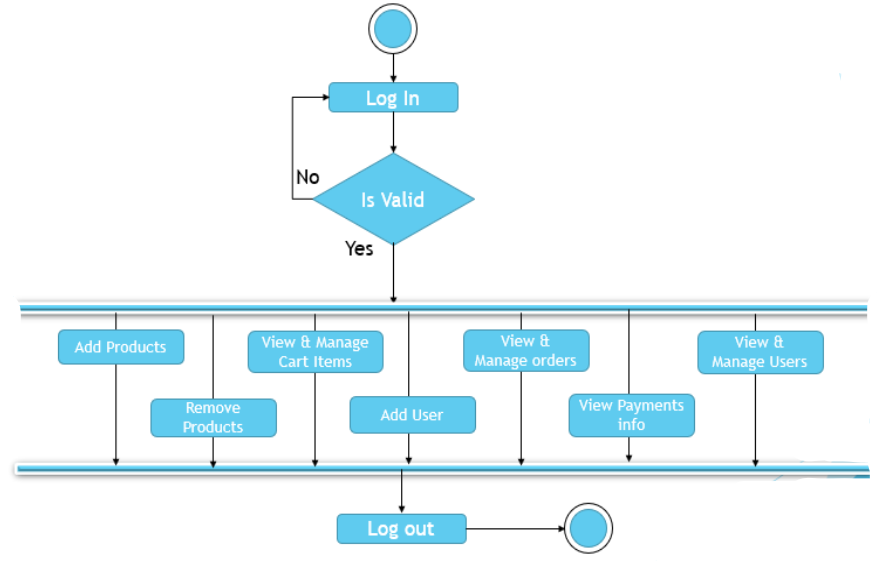 Log In
No
Is Valid
Yes
Add Products
Remove
Products
View & Manage
Cart Items
Add User
View &
Manage orders
View Payments
info
View &
Manage Users
Log out